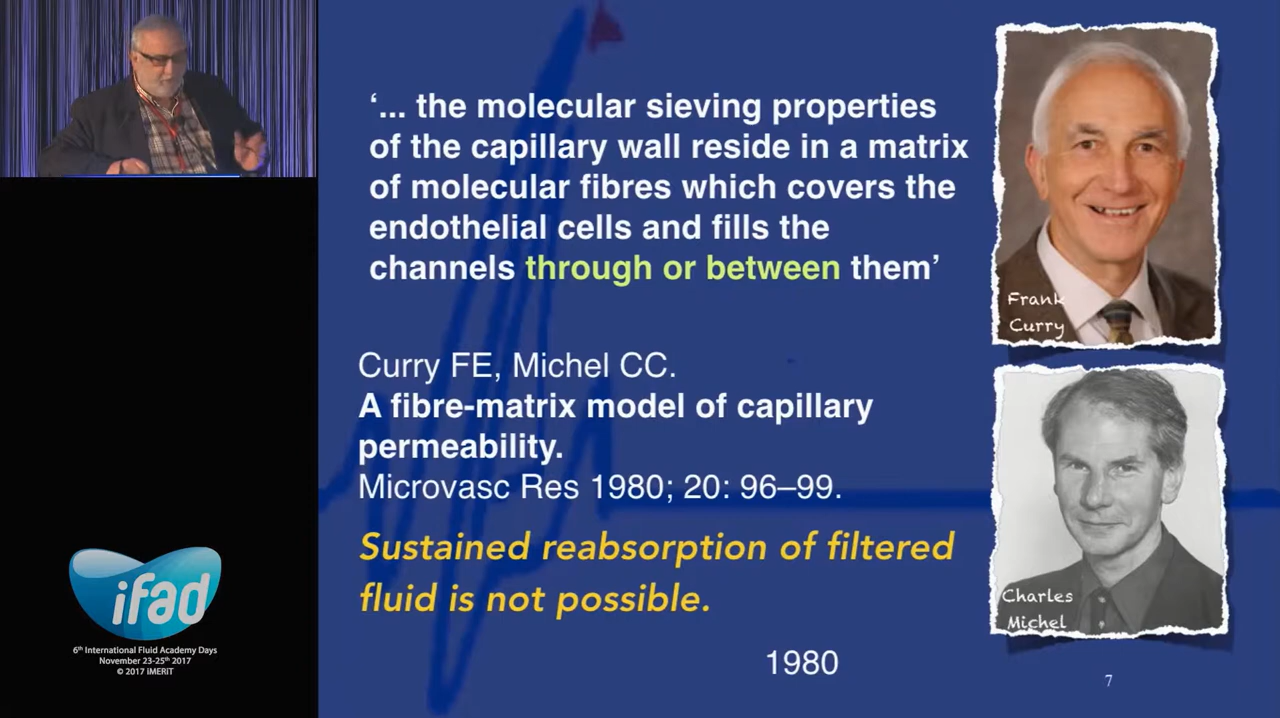 ‘... the molecular sieving properties
of the capillary wall reside in a matrix
of molecular fibres which covers the
endothelial cells and fills the
channels through or between them’
Curry FE, Michel CC.
A fibre-matrix model of capillary
permeability.
Microvasc Res 1980; 20: 96–99.
Sustained reabsorption of filtered
fluid is not possible.
1980
7
Frank
Curry
Charles
Michel
ifad
6th International Fluid Academy Days
November 23-25th 2017
© 2017 iMERiT